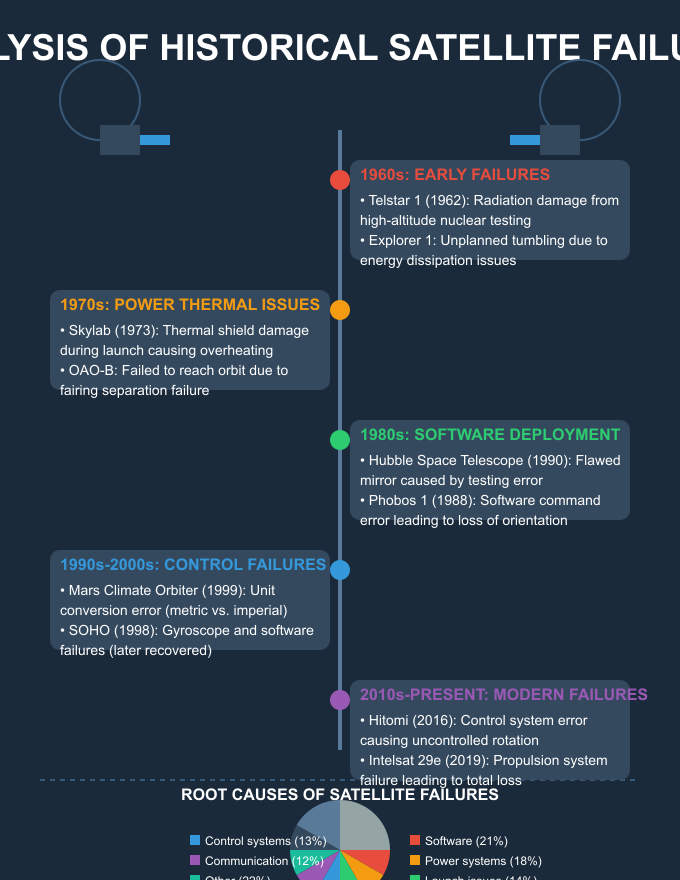 LYSIS OF HISTORICAL SATELLITE FAILU
1960s: EARLY FAILURES
• Telstar 1 (1962): Radiation damage from
high-altitude nuclear testing
• Explorer 1: Unplanned tumbling due to
energy dissipation issues
1970s: POWER THERMAL ISSUES
• Skylab (1973): Thermal shield damage
during launch causing overheating
• OAO-B: Failed to reach orbit due to
fairing separation failure
1980s: SOFTWARE DEPLOYMENT
• Hubble Space Telescope (1990): Flawed
mirror caused by testing error
• Phobos 1 (1988): Software command
error leading to loss of orientation
1990s-2000s: CONTROL FAILURES
• Mars Climate Orbiter (1999): Unit
conversion error (metric vs. imperial)
• SOHO (1998): Gyroscope and software
failures (later recovered)
2010s-PRESENT: MODERN FAILURES
• Hitomi (2016): Control system error
causing uncontrolled rotation
• Intelsat 29e (2019): Propulsion system
failure leading to total loss
ROOT CAUSES OF SATELLITE FAILURES
Control systems (13%)
Software (21%)
Communication (12%)
Power systems (18%)
Other (22%)
Launch issues (14%)